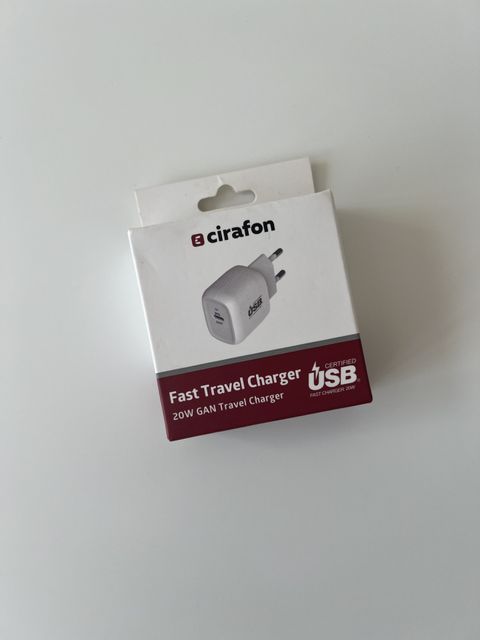 cirafon
USB
Fast Travel Charger
20W GAN Travel Charger
CERTIFIED
USB
FAST CHARGER 20W